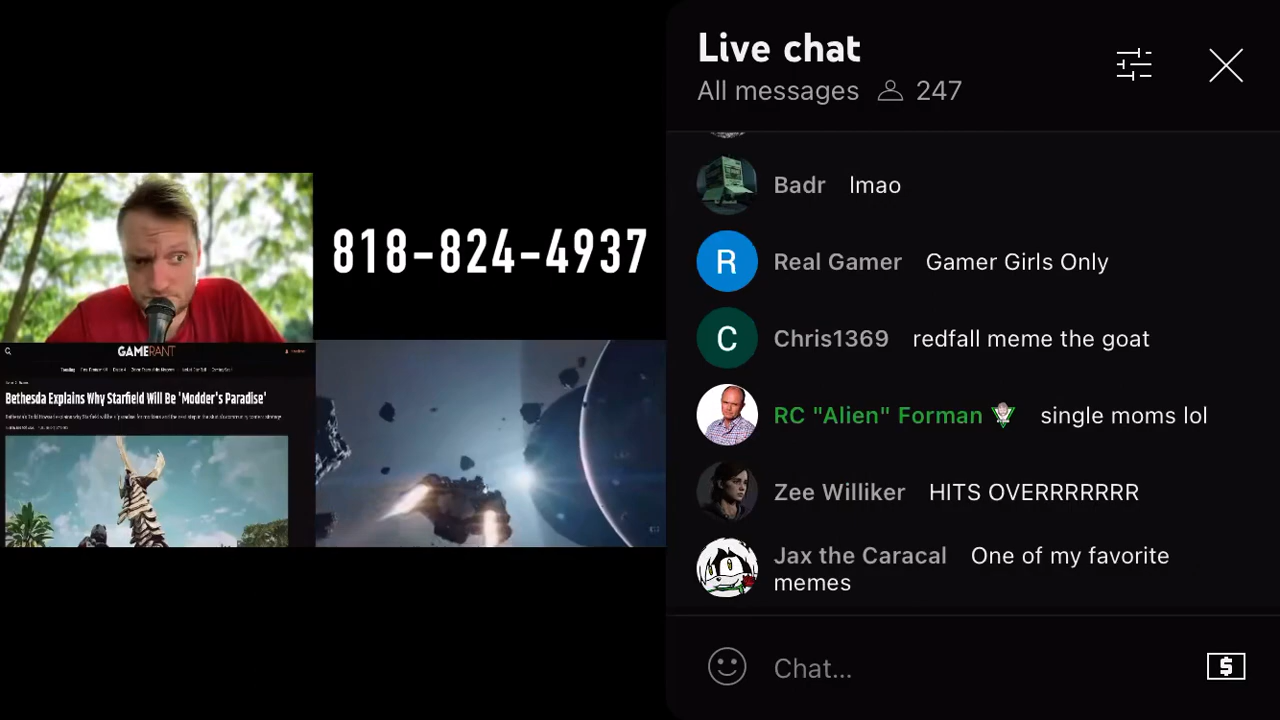 818-824-4937
GAMERANT
Bethesda Explains Why Starfield Will Be 'Modder's Paradise'
Live chat
All messages 247
Badr lmao
R Real Gamer Gamer Girls Only
C Chris1369 redfall meme the goat
RC "Alien" Forman single moms lol
Zee Williker HITS OVERRRRRRR
Jax the Caracal One of my favorite
memes
Chat...
$